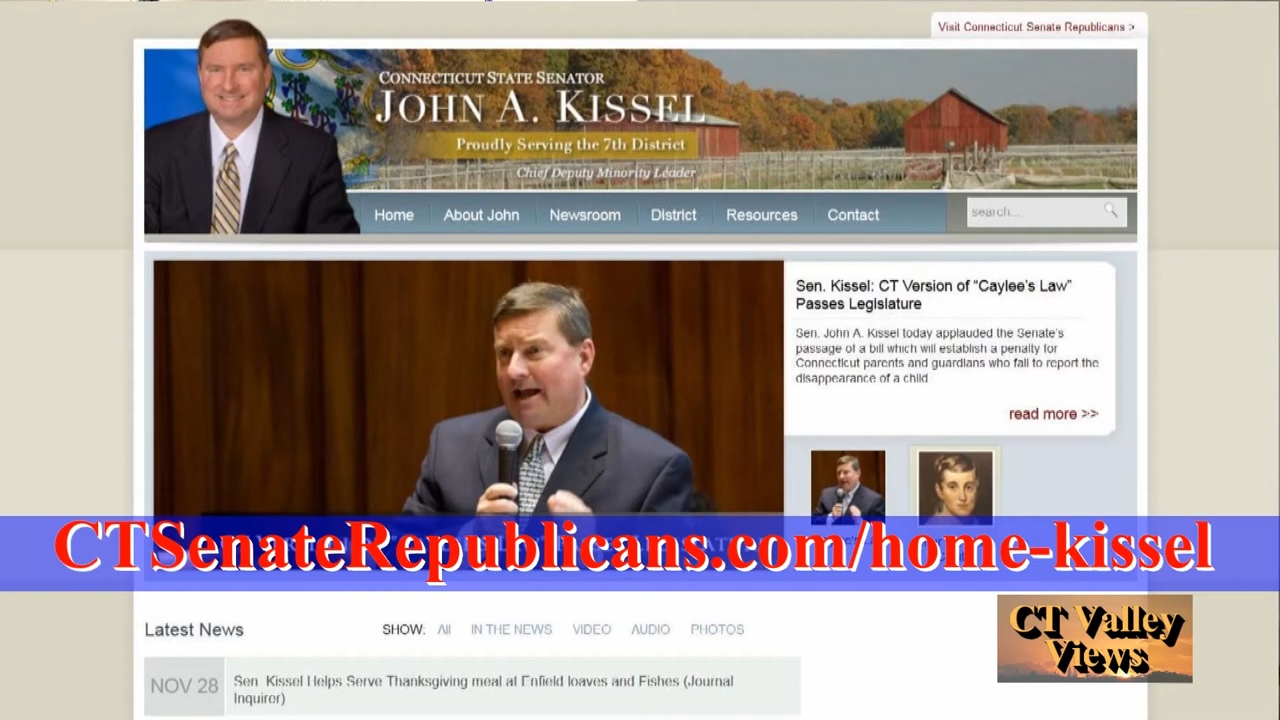 Visit Connecticut Senate Republicans >
CONNECTICUT STATE SENATOR
JOHN A. KISSEL
Proudly Serving the 7th District
Chief Deputy Minority Leader
Home About John Newsroom District Resources Contact
search...
Sen. Kissel: CT Version of “Caylee’s Law”
Passes Legislature
Sen. John A. Kissel today applauded the Senate’s
passage of a bill which will establish a penalty for
Connecticut parents and guardians who fail to report the
disappearance of a child
read more >>
CTSenateRepublicans.com/home-kissel
Latest News
SHOW: All IN THE NEWS VIDEO AUDIO PHOTOS
CT Valley
Views
NOV 28
Sen. Kissel Helps Serve Thanksgiving meal at Enfield loaves and Fishes (Journal
Inquirer)